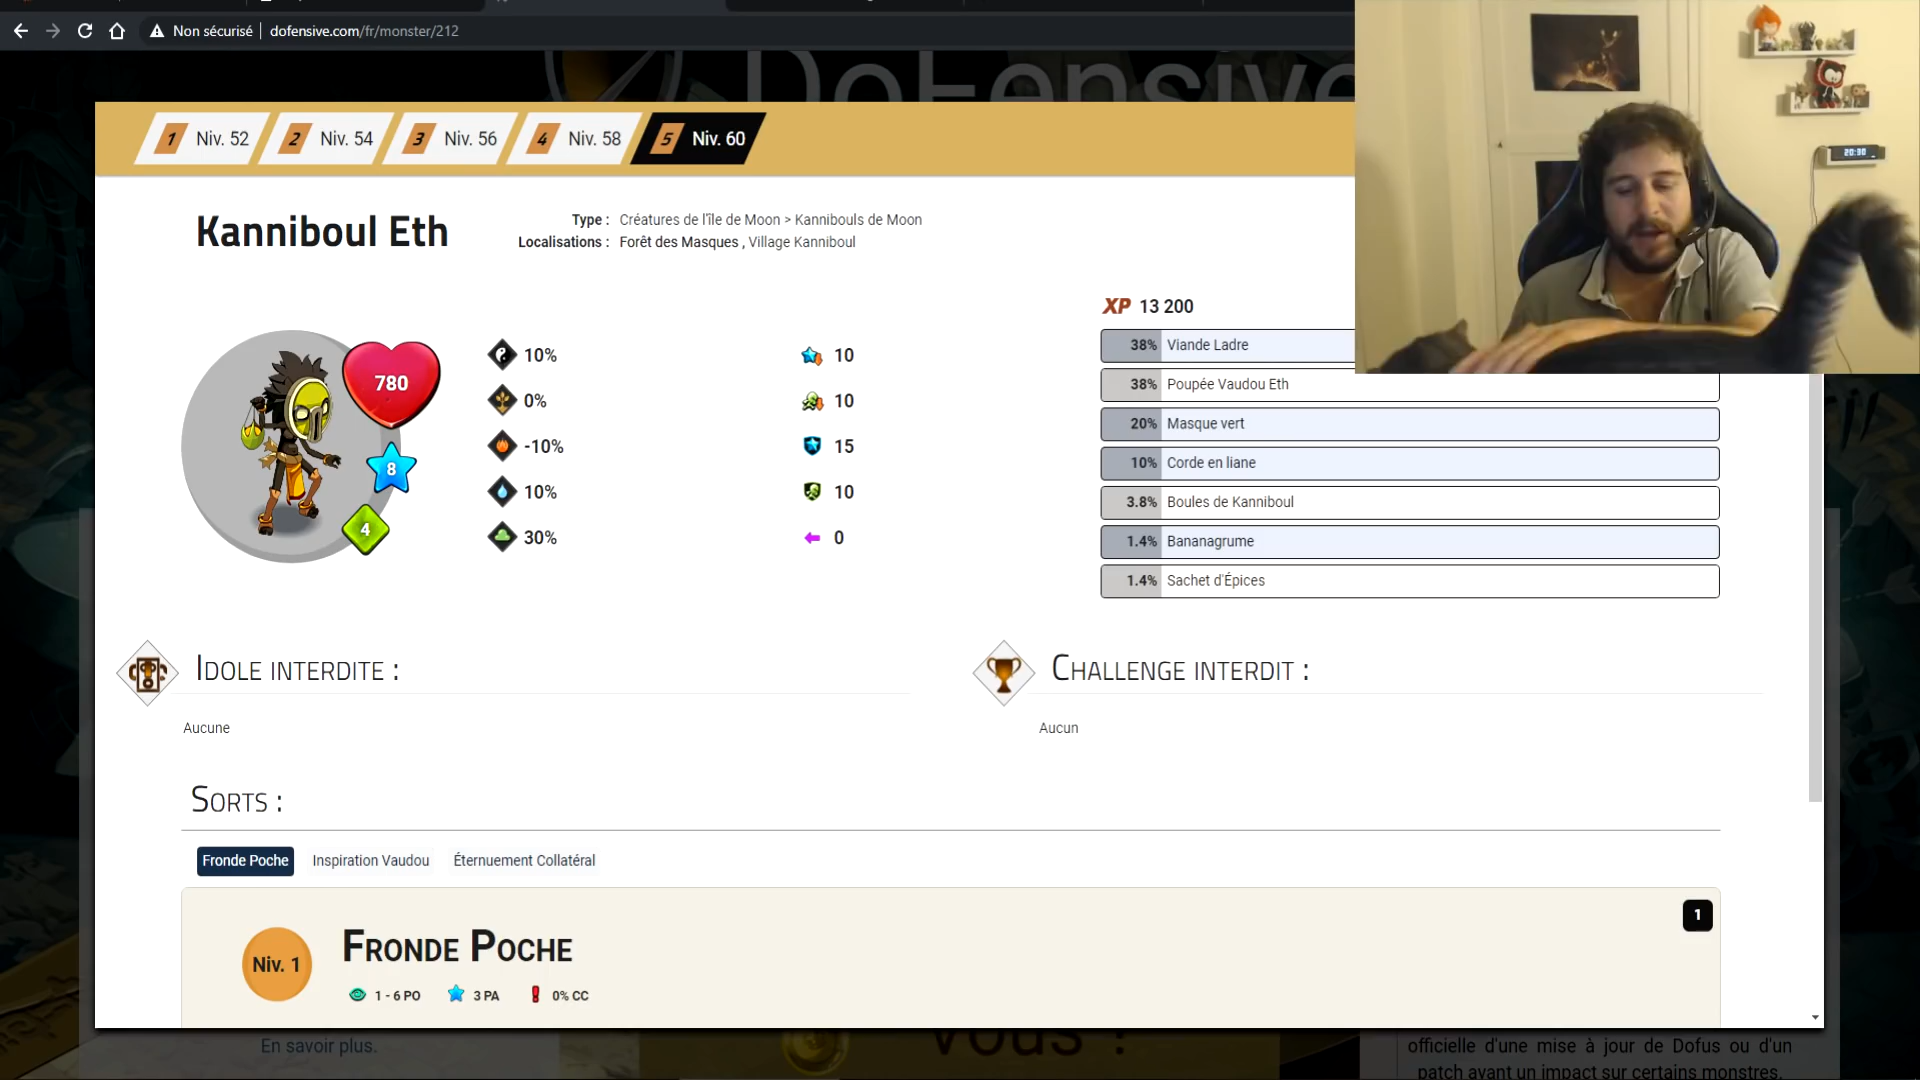 Non sécurisé | dofensive.com/fr/monster/212
DoFensive
1 Niv. 52 2 Niv. 54 3 Niv. 56 4 Niv. 58 5 Niv. 60
20:30
Kanniboul Eth
Type : Créatures de l'île de Moon > Kannibouls de Moon
Localisations : Forêt des Masques , Village Kanniboul
780
8
4
10% 10
0% 10
-10% 15
10% 10
30% 0
XP 13 200
38% Viande Ladre
38% Poupée Vaudou Eth
20% Masque vert
10% Corde en liane
3.8% Boules de Kanniboul
1.4% Bananagrume
1.4% Sachet d'Épices
Idole interdite :
Aucune
Challenge interdit :
Aucun
Sorts :
Fronde Poche Inspiration Vaudou Éternuement Collatéral
1
Niv. 1
Fronde Poche
1 - 6 PO 3 PA 0% CC
En savoir plus.
vous !
officielle d'une mise à jour de Dofus ou d'un
patch ayant un impact sur certains monstres.